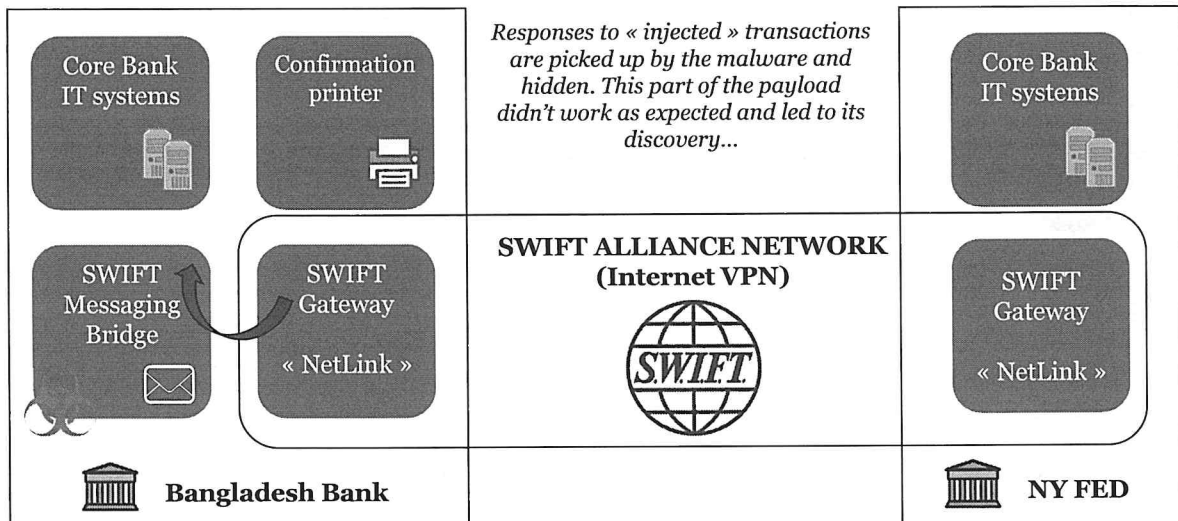 Core Bank
IT systems
Confirmation
printer
Responses to « injected » transactions
are picked up by the malware and
hidden. This part of the payload
didn't work as expected and led to its
discovery...
Core Bank
IT systems
SWIFT
Messaging
Bridge
SWIFT
Gateway
« NetLink »
SWIFT ALLIANCE NETWORK
(Internet VPN)
S.W.I.F.T.
SWIFT
Gateway
« NetLink »
Bangladesh Bank
NY FED